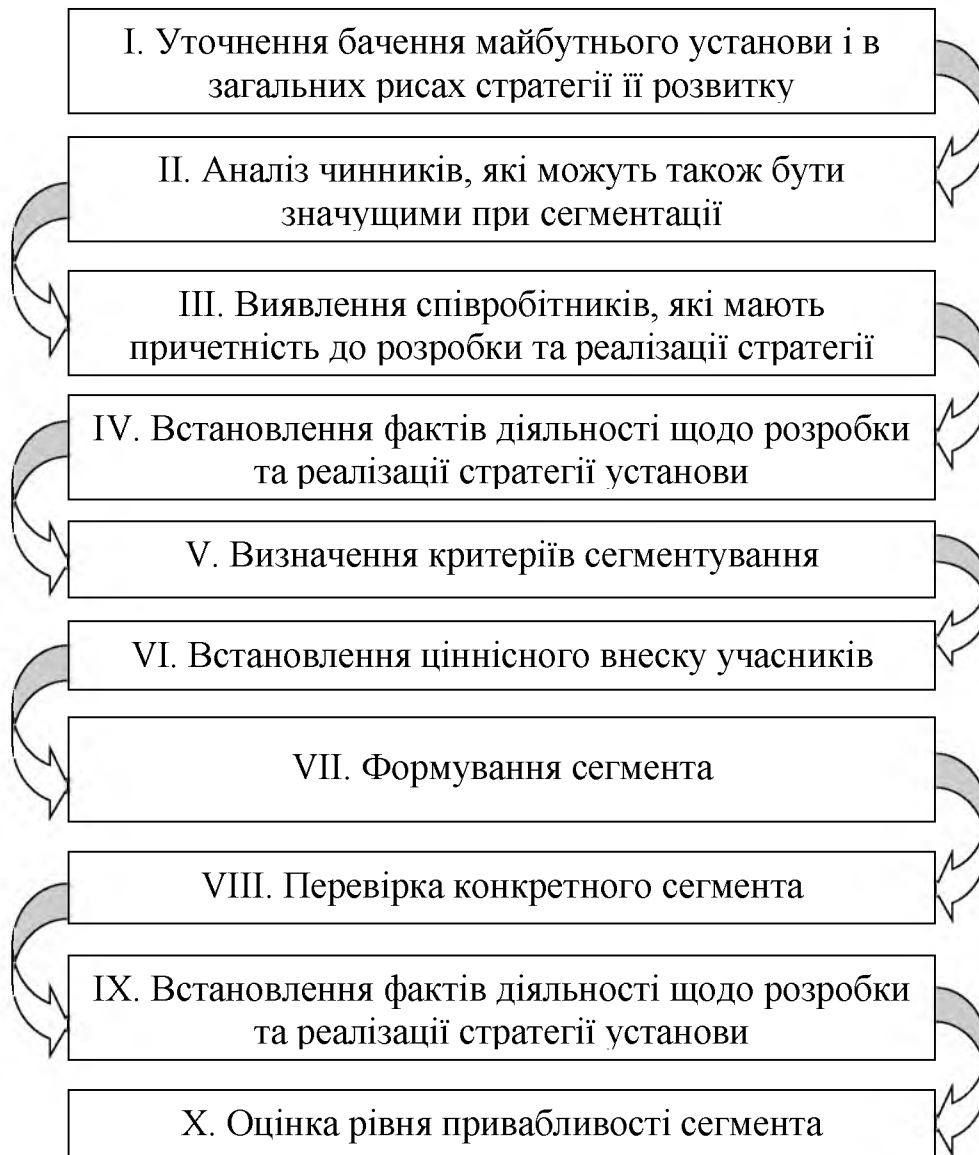 I. Уточнення бачення майбутнього установи і в
загальних рисах стратегії її розвитку
II. Аналіз чинників, які можуть також бути
значущими при сегментації
III. Виявлення співробітників, які мають
причетність до розробки та реалізації стратегії
IV. Встановлення фактів діяльності щодо розробки
та реалізації стратегії установи
V. Визначення критеріїв сегментування
VI. Встановлення ціннісного внеску учасників
VII. Формування сегмента
VIII. Перевірка конкретного сегмента
IX. Встановлення фактів діяльності щодо розробки
та реалізації стратегії установи
X. Оцінка рівня привабливості сегмента